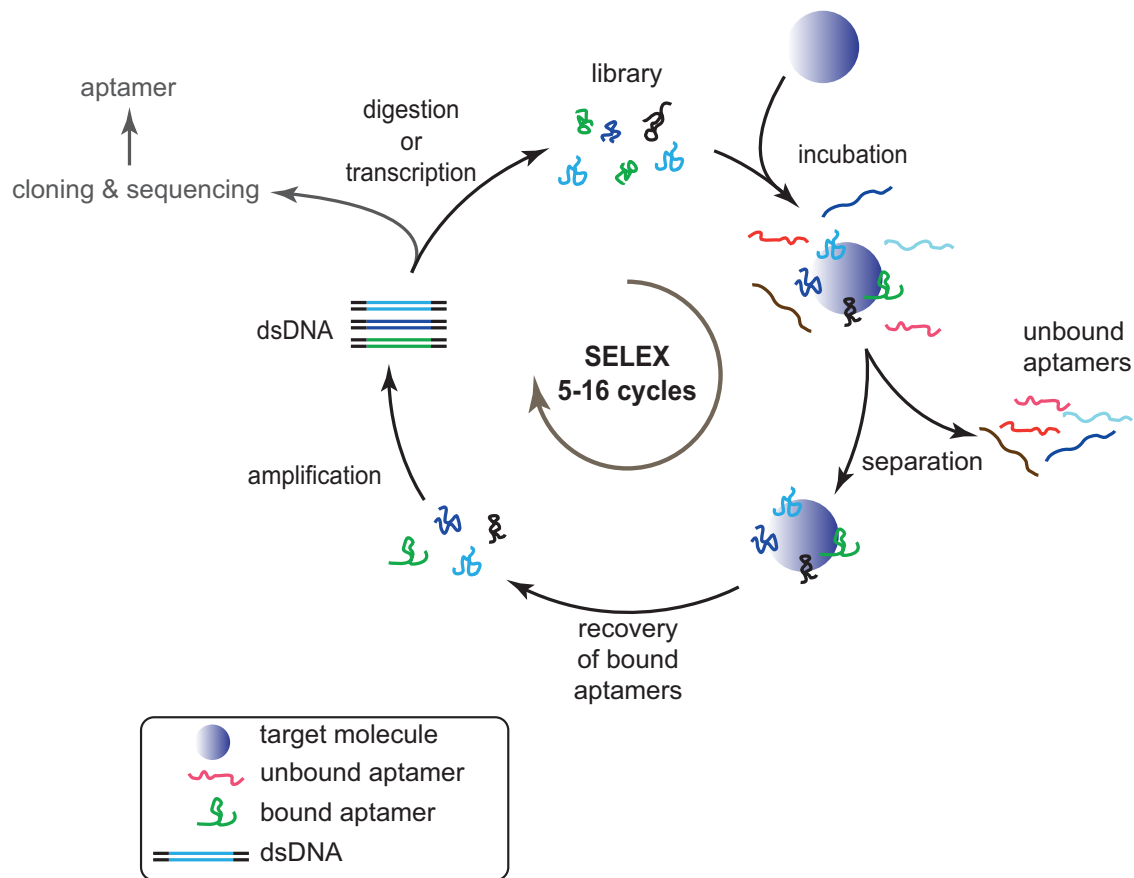 library
aptamer
digestion
or
transcription
incubation
cloning & sequencing
dsDNA
SELEX
5-16 cycles
unbound
aptamers
separation
amplification
recovery
of bound
aptamers
target molecule
unbound aptamer
bound aptamer
dsDNA